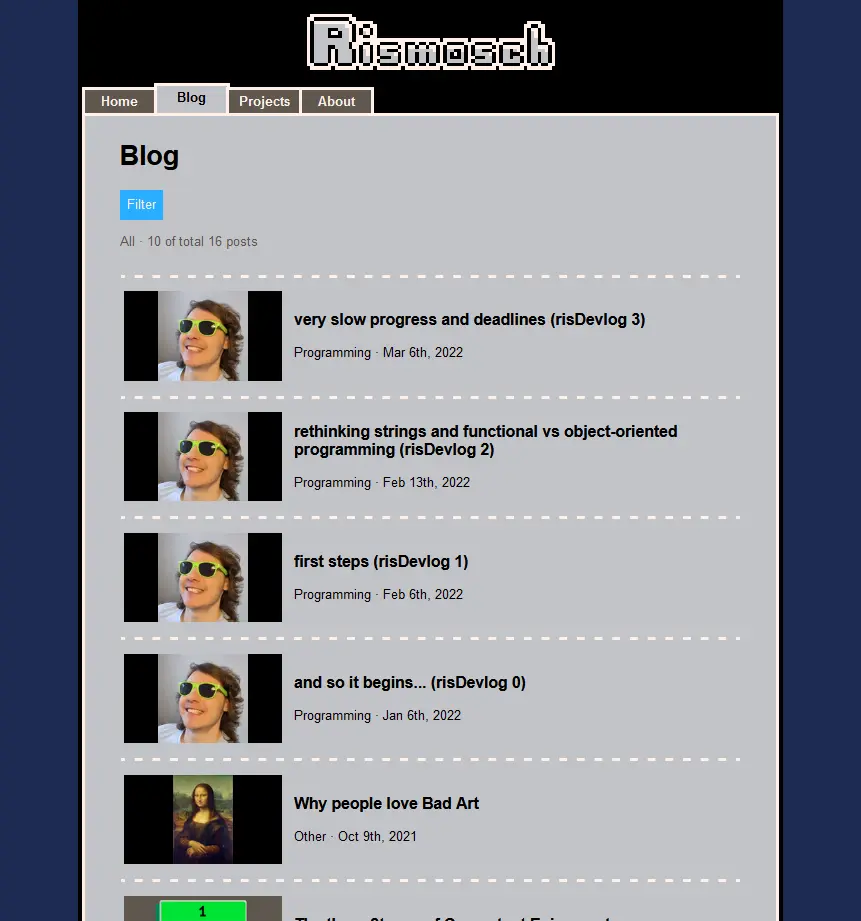 Rismosch
Home
Blog
Projects
About
Blog
Filter
All · 10 of total 16 posts
very slow progress and deadlines (risDevlog 3)
Programming · Mar 6th, 2022
rethinking strings and functional vs object-oriented
programming (risDevlog 2)
Programming · Feb 13th, 2022
first steps (risDevlog 1)
Programming · Feb 6th, 2022
and so it begins... (risDevlog 0)
Programming · Jan 6th, 2022
Why people love Bad Art
Other · Oct 9th, 2021
1